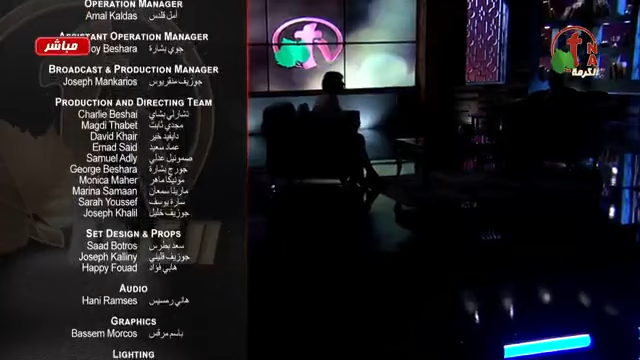 OPERATION MANAGER
Amal Kaldas أمل قلدس
ASSISTANT OPERATION MANAGER
مباشر
oy Beshara جوي بشارة
BROADCAST & PRODUCTION MANAGER
Joseph Mankarios جوزيف منقريوس
PRODUCTION AND DIRECTING TEAM
Charlie Beshai تشارلي بشاي
Magdi Thabet مجدي ثابت
David Khair دايفيد خير
Emad Said عماد سعيد
Samuel Adly صموئيل عدلي
George Beshara جورج بشارة
Monica Maher مونيكا ماهر
Marina Samaan مارينا سمعان
Sarah Youssef سارة يوسف
Joseph Khalil جوزيف خليل
SET DESIGN & PROPS
Saad Botros سعد بطرس
Joseph Kalliny جوزيف قليني
Happy Fouad هابي فؤاد
AUDIO
Hani Ramses هاني رمسيس
GRAPHICS
Bassem Morcos باسم مرقس
LIGHTING
tv
NA
الكرمة